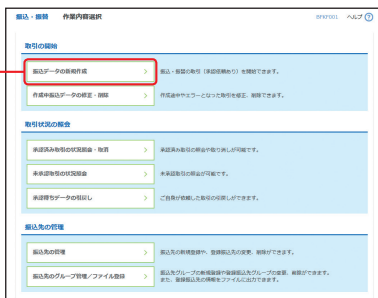 振込・振替 作業内容選択 BFKF001 ヘルプ ?
取引の開始
振込データの新規作成 > 振込・振替の取引（承認依頼あり）を開始できます。
作成中振込データの修正・削除 > 作成途中やエラーとなった取引を修正、削除できます。
取引状況の照会
承認済み取引の状況照会・取消 > 承認済み取引の照会や取り消しが可能です。
未承認取引の状況照会 > 未承認取引の照会が可能です。
承認待ちデータの引戻し > ご自身が依頼した取引の引戻しができます。
振込先の管理
振込先の管理 > 振込先の新規登録や、登録振込先の変更、削除ができます。
振込先のグループ管理／ファイル登録 > 振込先グループの新規登録や登録振込先グループの変更、削除ができます。
また、登録振込先の情報をファイルに出力できます。